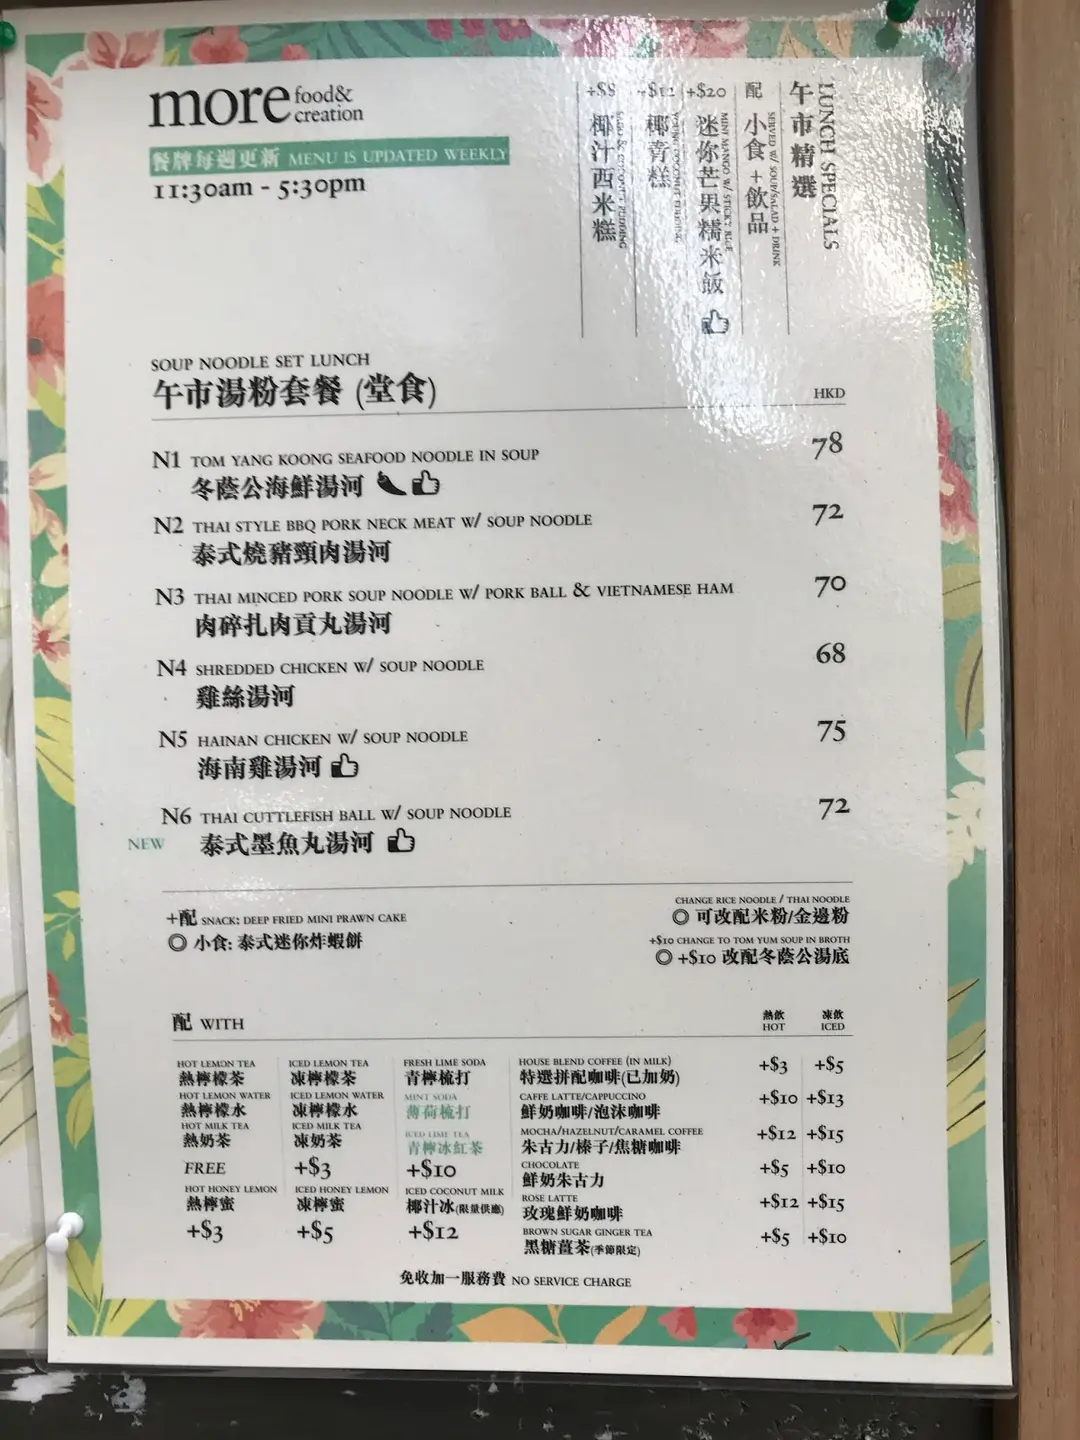 more food& creation
餐牌每週更新 MENU IS UPDATED WEEKLY
11:30am - 5:30pm
LUNCH SPECIALS
午市精選
SERVED W/ SOUP/SALAD + DRINK
配 小食+飲品
MINI MANGO W/ STICKY RICE
+$20 迷你芒果糯米飯
+$12 椰青糕
+$8 椰汁西米糕
SOUP NOODLE SET LUNCH
午市湯粉套餐 (堂食)
HKD
N1 TOM YANG KOONG SEAFOOD NOODLE IN SOUP 78
冬蔭公海鮮湯河
N2 THAI STYLE BBQ PORK NECK MEAT W/ SOUP NOODLE 72
泰式燒豬頸肉湯河
N3 THAI MINCED PORK SOUP NOODLE W/ PORK BALL & VIETNAMESE HAM 70
肉碎扎肉貢丸湯河
N4 SHREDDED CHICKEN W/ SOUP NOODLE 68
雞絲湯河
N5 HAINAN CHICKEN W/ SOUP NOODLE 75
海南雞湯河
N6 THAI CUTTLEFISH BALL W/ SOUP NOODLE 72
NEW 泰式墨魚丸湯河
+配 SNACK: DEEP FRIED MINI PRAWN CAKE
◎ 小食: 泰式迷你炸蝦餅
CHANGE RICE NOODLE / THAI NOODLE
◎ 可改配米粉/金邊粉
+$10 CHANGE TO TOM YUM SOUP IN BROTH
◎ +$10 改配冬蔭公湯底
配 WITH
熱飲 凍飲
HOT ICED
HOT LEMON TEA
熱檸檬茶
HOT LEMON WATER
熱檸檬水
HOT MILK TEA
熱奶茶
FREE
HOT HONEY LEMON
熱檸蜜
+$3
ICED LEMON TEA
凍檸檬茶
ICED LEMON WATER
凍檸檬水
ICED MILK TEA
凍奶茶
+$3
ICED HONEY LEMON
凍檸蜜
+$5
FRESH LIME SODA
青檸梳打
MINT SODA
薄荷梳打
ICED LIME TEA
青檸冰紅茶
+$10
ICED COCONUT MILK
椰汁冰(限量供應)
+$12
HOUSE BLEND COFFEE (IN MILK)
特選拼配咖啡(已加奶) +$3 +$5
CAFFE LATTE/CAPPUCCINO
鮮奶咖啡/泡沫咖啡 +$10 +$13
MOCHA/HAZELNUT/CARAMEL COFFEE
朱古力/榛子/焦糖咖啡 +$12 +$15
CHOCOLATE
鮮奶朱古力 +$5 +$10
ROSE LATTE
玫瑰鮮奶咖啡 +$12 +$15
BROWN SUGAR GINGER TEA
黑糖薑茶(季節限定) +$5 +$10
免收加一服務費 NO SERVICE CHARGE